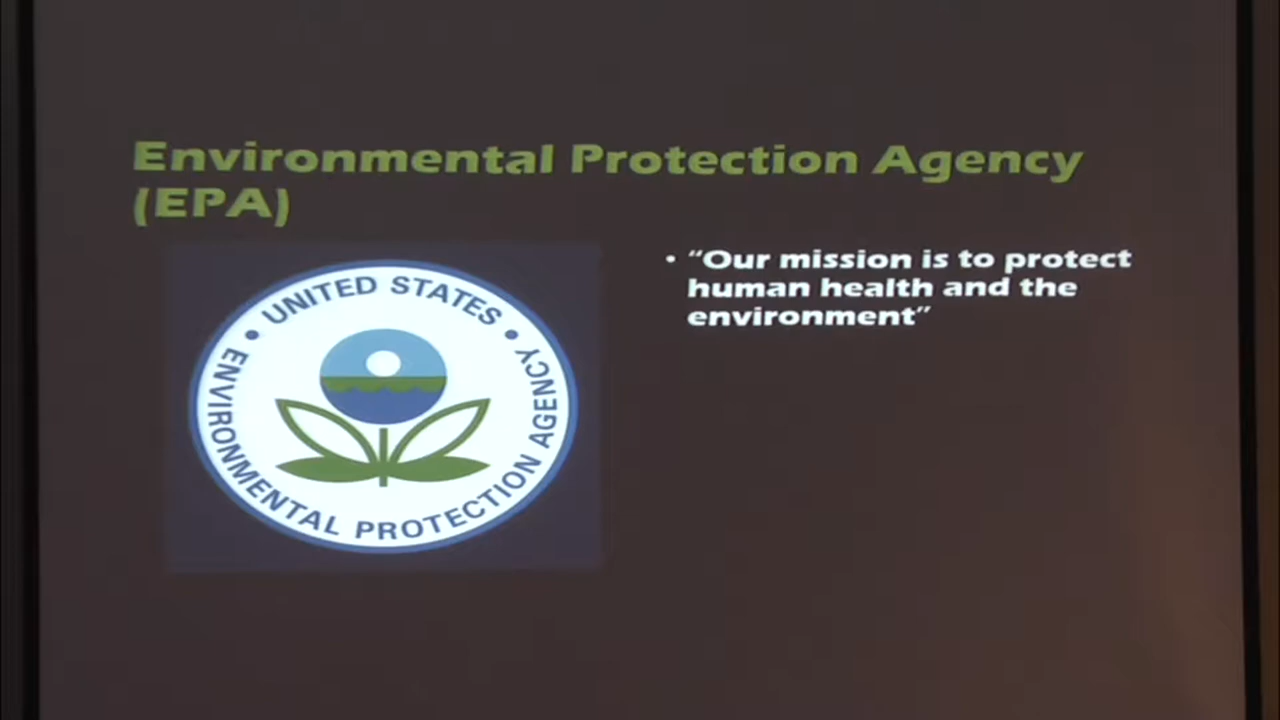 Environmental Protection Agency
(EPA)
• “Our mission is to protect
human health and the
environment”
UNITED STATES
• ENVIRONMENTAL PROTECTION AGENCY •